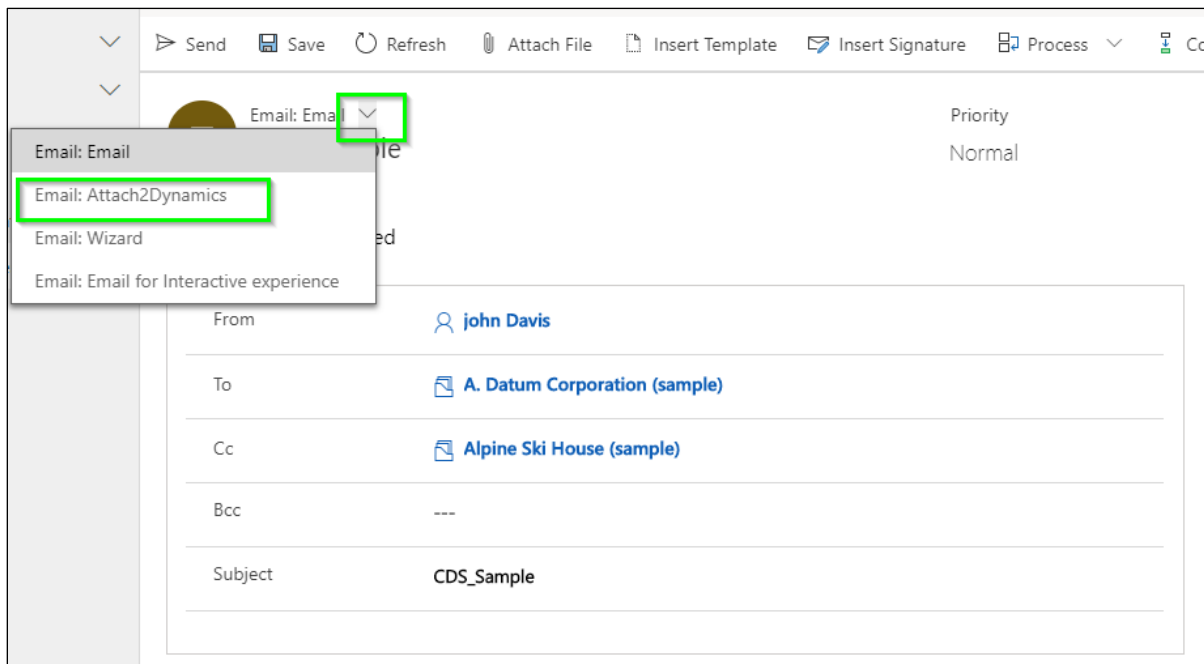 Send Save Refresh Attach File Insert Template Insert Signature Process
Email: Email
Priority
Normal
Email: Email
Email: Attach2Dynamics
Email: Wizard
Email: Email for Interactive experience
From john Davis
To A. Datum Corporation (sample)
Cc Alpine Ski House (sample)
Bcc ---
Subject CDS_Sample